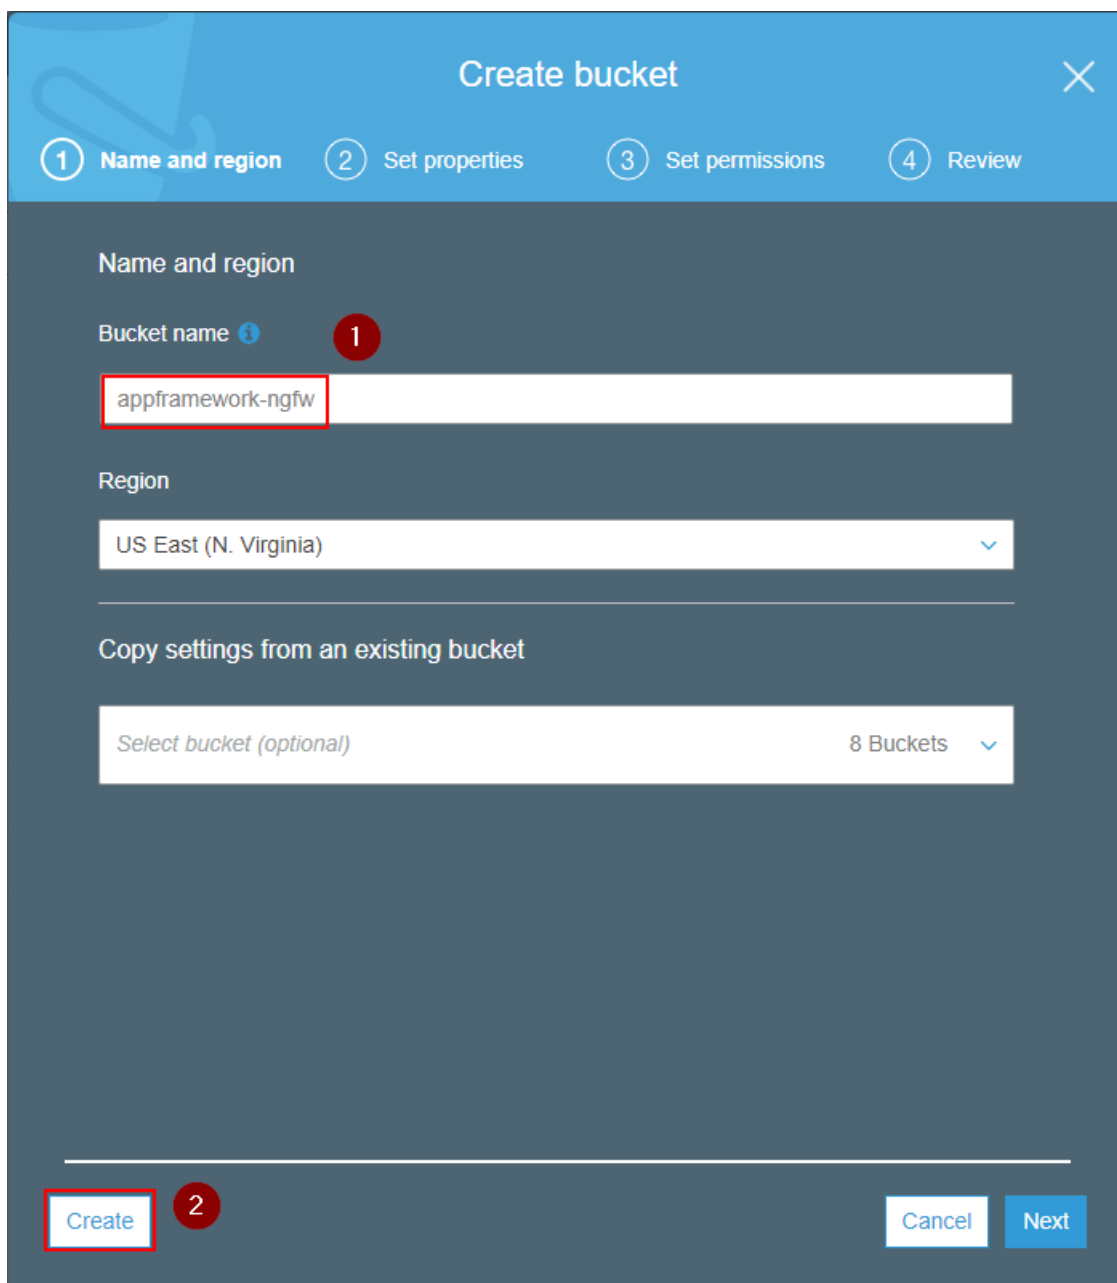 Create bucket
1 Name and region 2 Set properties 3 Set permissions 4 Review
Name and region
Bucket name i 1
appframework-ngfw
Region
US East (N. Virginia)
Copy settings from an existing bucket
Select bucket (optional) 8 Buckets
Create 2 Cancel Next